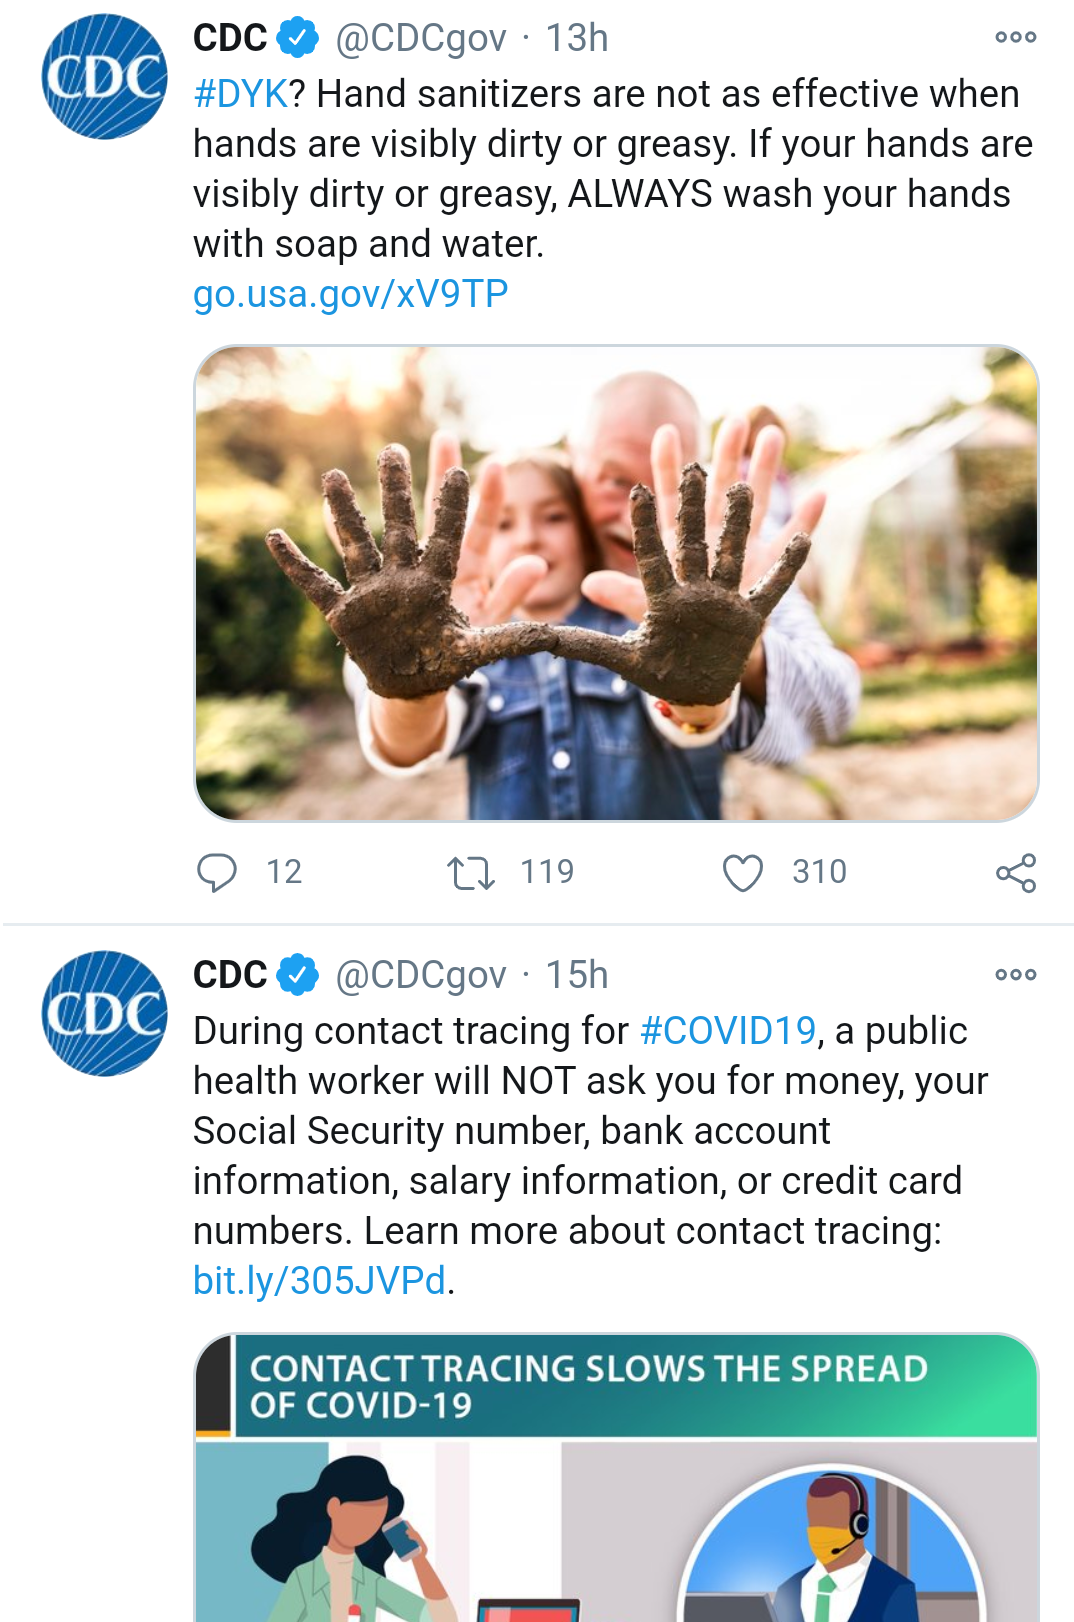 CDC
CDC @CDCgov · 13h
#DYK? Hand sanitizers are not as effective when
hands are visibly dirty or greasy. If your hands are
visibly dirty or greasy, ALWAYS wash your hands
with soap and water.
go.usa.gov/xV9TP
12 119 310
CDC
CDC @CDCgov · 15h
During contact tracing for #COVID19, a public
health worker will NOT ask you for money, your
Social Security number, bank account
information, salary information, or credit card
numbers. Learn more about contact tracing:
bit.ly/305JVPd.
CONTACT TRACING SLOWS THE SPREAD
OF COVID-19